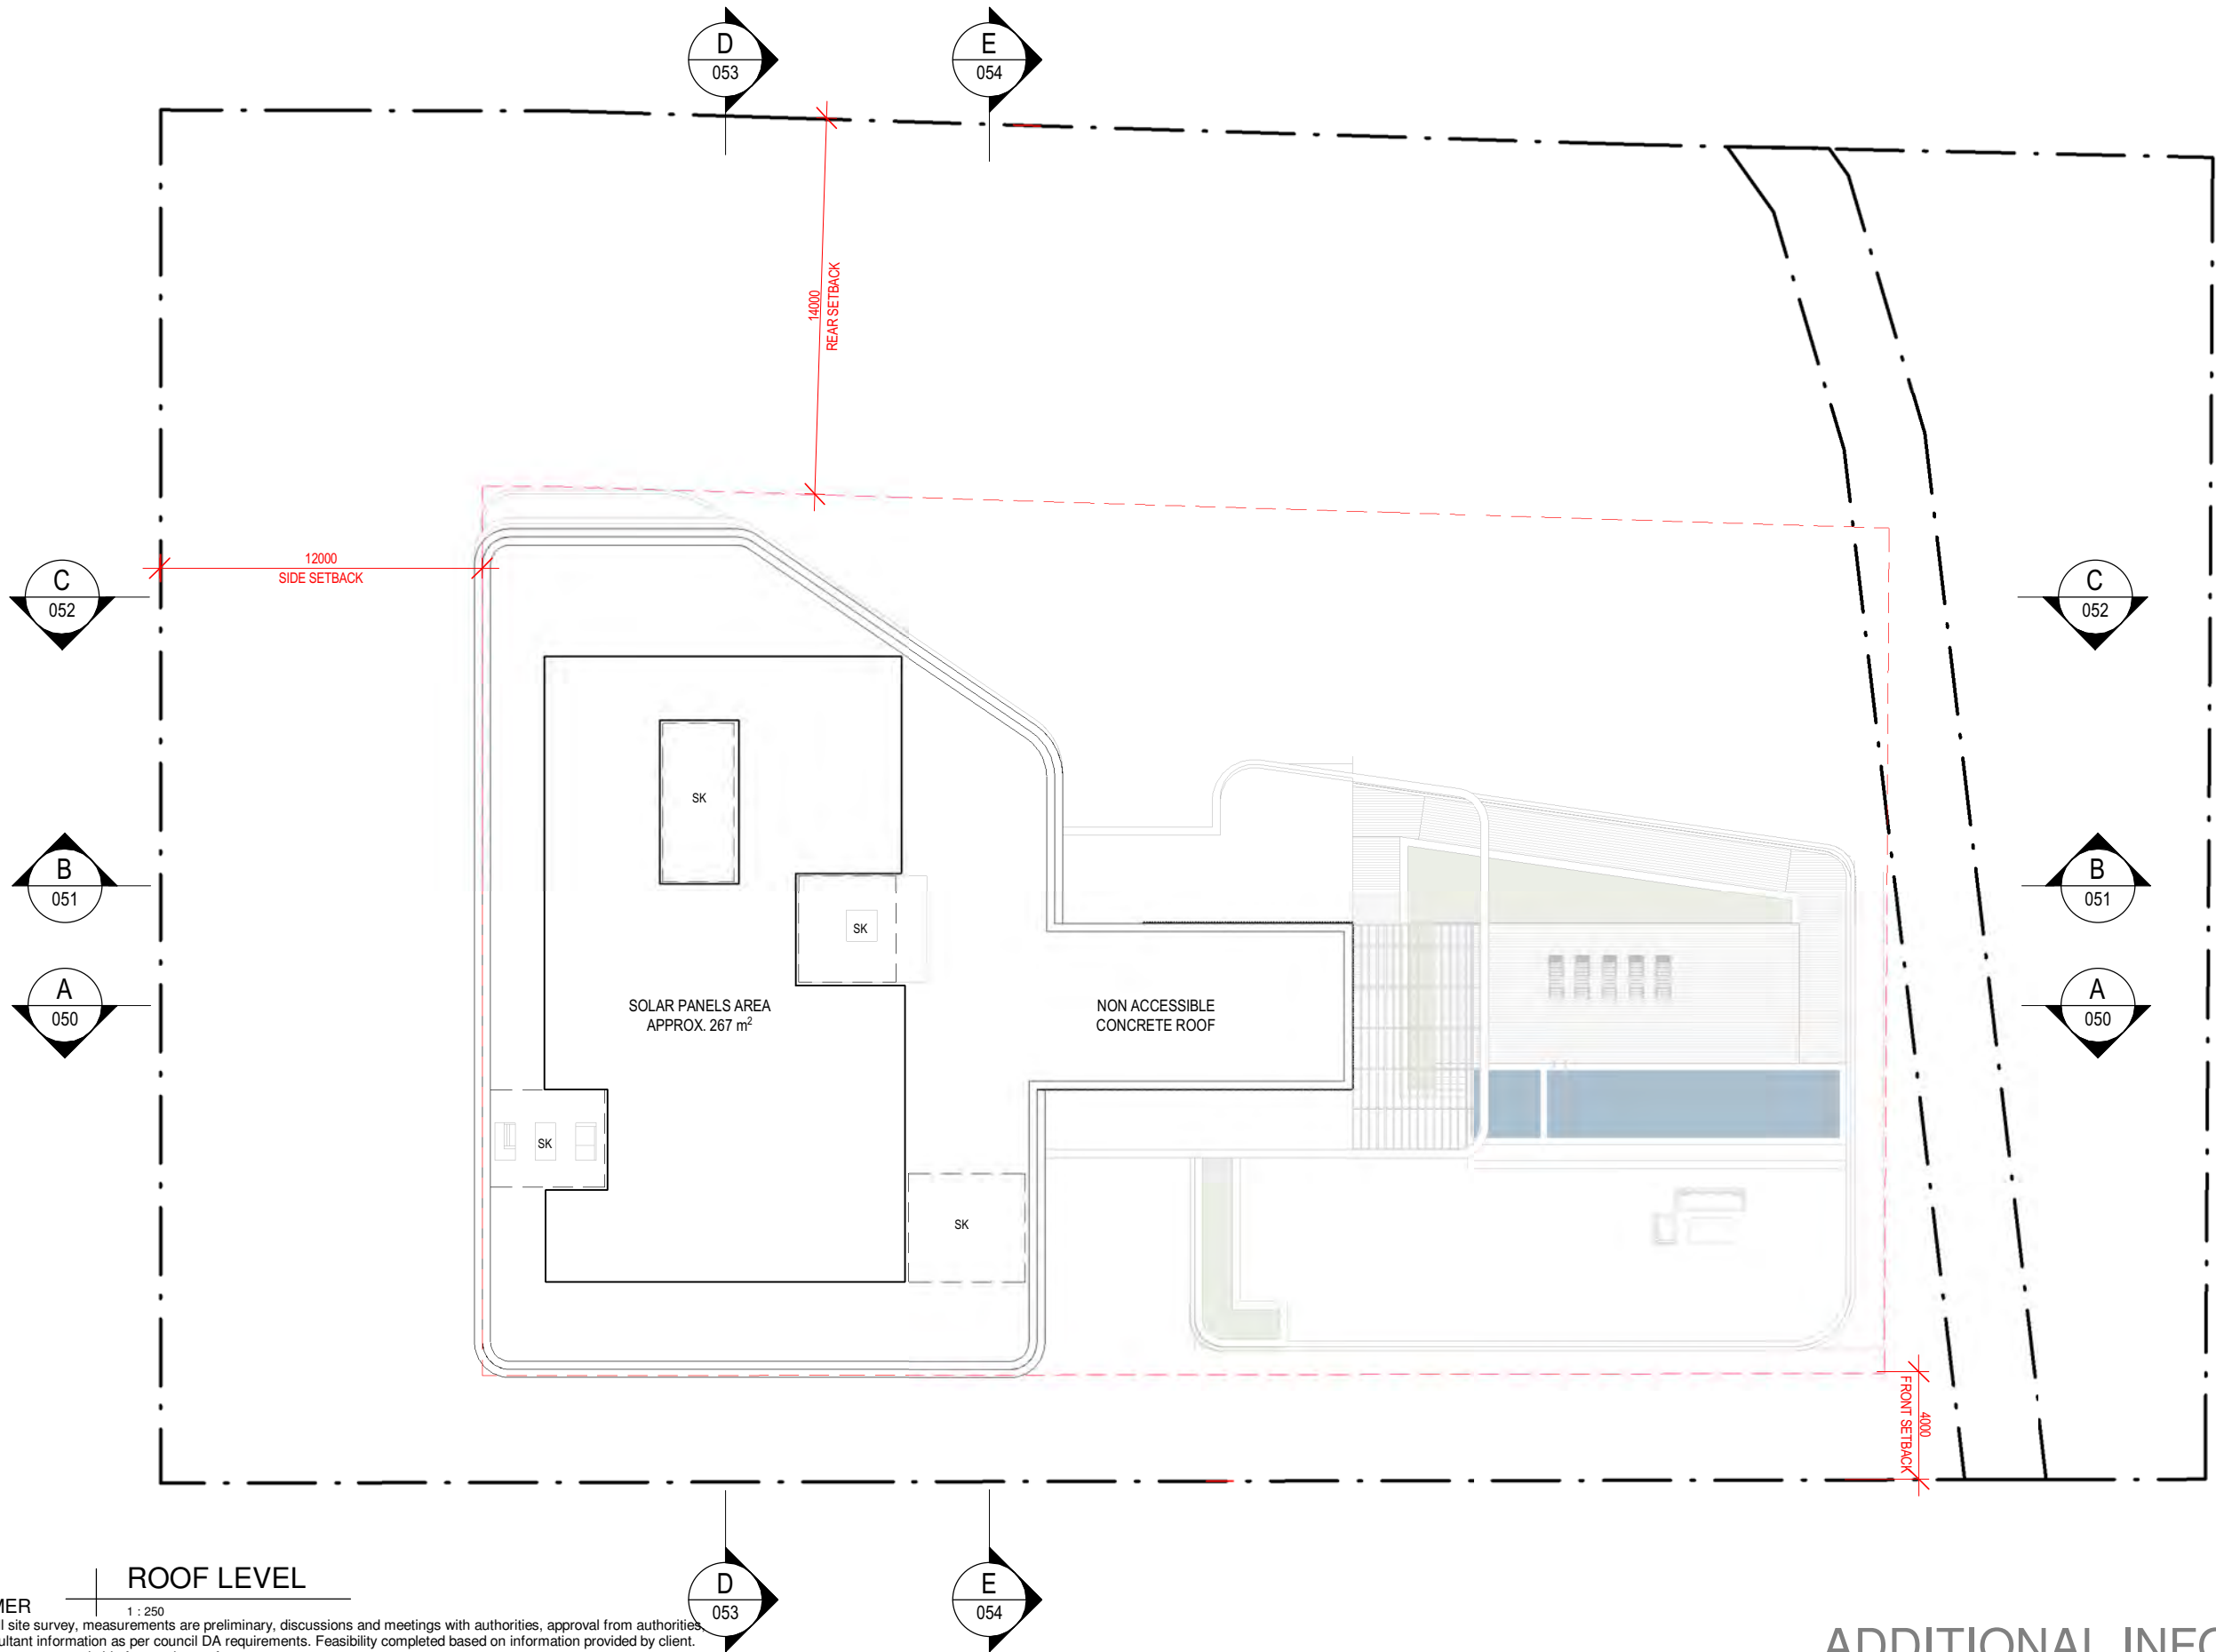 D
053
E
054
14000
REAR SETBACK
12000
SIDE SETBACK
C
052
C
052
SK
B
051
B
051
SK
A
050
A
050
SOLAR PANELS AREA
APPROX. 267 m²
NON ACCESSIBLE
CONCRETE ROOF
SK
SK
4000
FRONT SETBACK
D
053
E
054
ROOF LEVEL
1 : 250
MER
l site survey, measurements are preliminary, discussions and meetings with authorities, approval from authorities,
ultant information as per council DA requirements. Feasibility completed based on information provided by client.
ADDITIONAL INFO